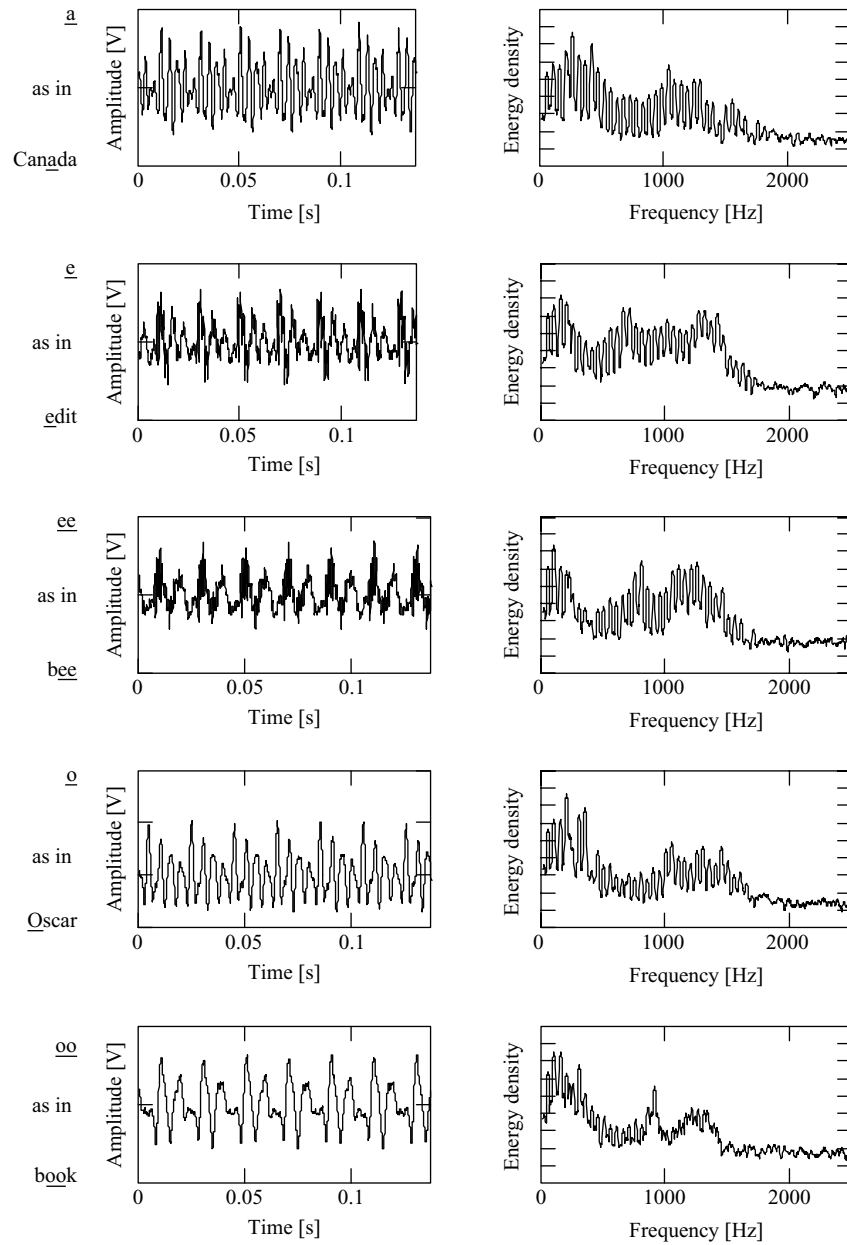 a
as in
Canada
Amplitude [V]
0 0.05 0.1
Time [s]
Energy density
0 1000 2000
Frequency [Hz]
e
as in
edit
Amplitude [V]
0 0.05 0.1
Time [s]
Energy density
0 1000 2000
Frequency [Hz]
ee
as in
bee
Amplitude [V]
0 0.05 0.1
Time [s]
Energy density
0 1000 2000
Frequency [Hz]
o
as in
Oscar
Amplitude [V]
0 0.05 0.1
Time [s]
Energy density
0 1000 2000
Frequency [Hz]
oo
as in
book
Amplitude [V]
0 0.05 0.1
Time [s]
Energy density
0 1000 2000
Frequency [Hz]